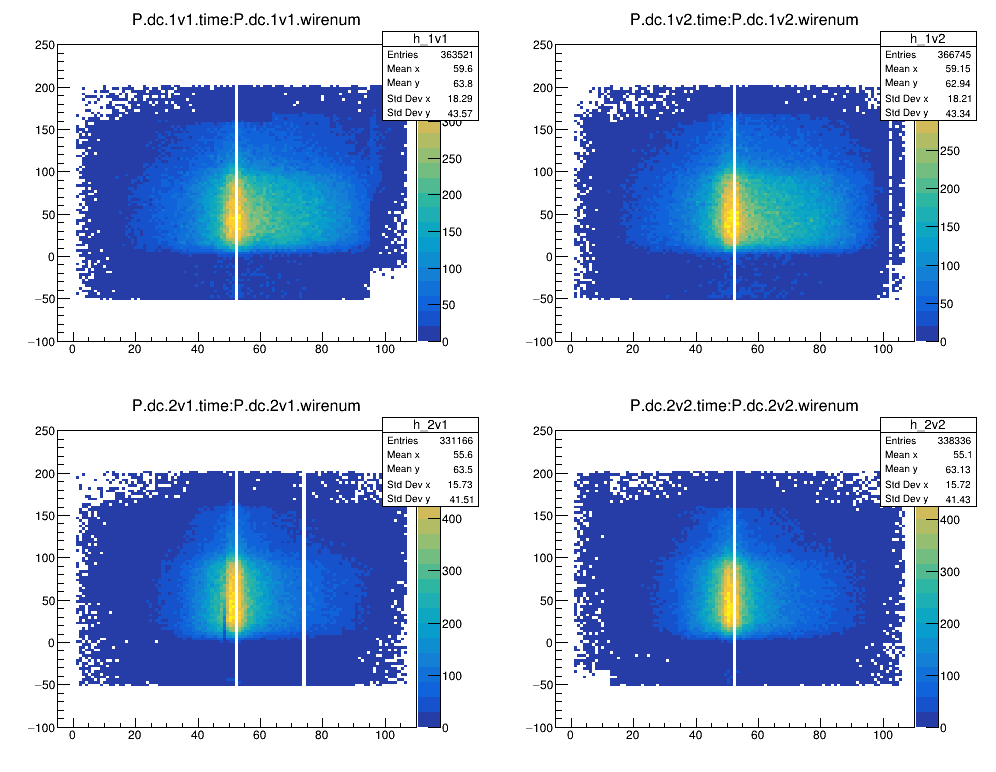 P.dc.1v1.time:P.dc.1v1.wirenum
h_1v1
Entries 363521
Mean x 59.6
Mean y 63.8
Std Dev x 18.29
Std Dev y 43.57
250
200
150
100
50
0
−50
−100
0 20 40 60 80 100
300
250
200
150
100
50
0
P.dc.1v2.time:P.dc.1v2.wirenum
h_1v2
Entries 366745
Mean x 59.15
Mean y 62.94
Std Dev x 18.21
Std Dev y 43.34
250
200
150
100
50
0
−50
−100
0 20 40 60 80 100
250
200
150
100
50
0
P.dc.2v1.time:P.dc.2v1.wirenum
h_2v1
Entries 331166
Mean x 55.6
Mean y 63.5
Std Dev x 15.73
Std Dev y 41.51
250
200
150
100
50
0
−50
−100
0 20 40 60 80 100
400
300
200
100
0
P.dc.2v2.time:P.dc.2v2.wirenum
h_2v2
Entries 338336
Mean x 55.1
Mean y 63.13
Std Dev x 15.72
Std Dev y 41.43
250
200
150
100
50
0
−50
−100
0 20 40 60 80 100
400
300
200
100
0